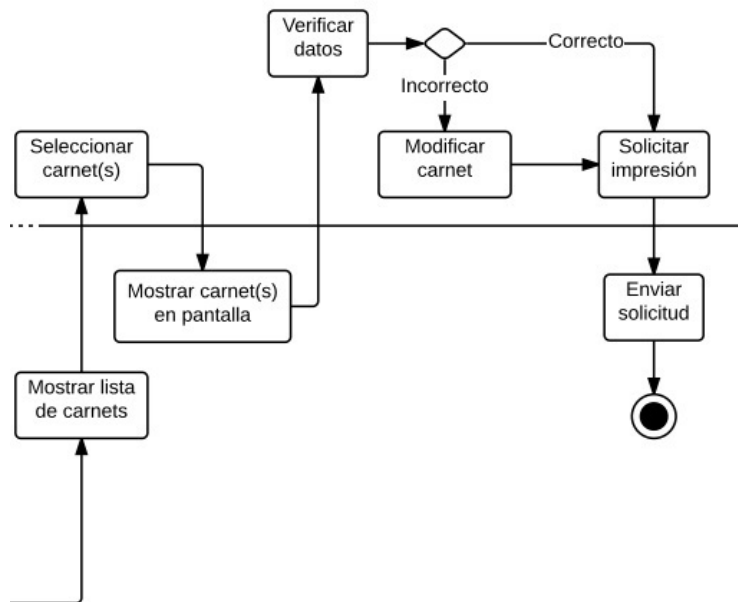 Verificar
datos
Correcto
Incorrecto
Seleccionar
carnet(s)
Modificar
carnet
Solicitar
impresión
Mostrar carnet(s)
en pantalla
Enviar
solicitud
Mostrar lista
de carnets